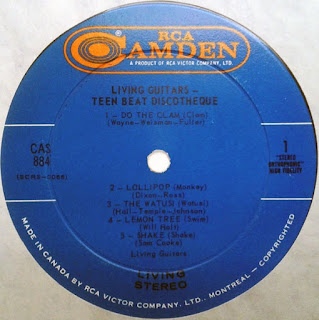 RCA
CAMDEN
A PRODUCT OF RCA VICTOR COMPANY, LTD.
LIVING GUITARS –
TEEN BEAT DISCOTHEQUE
1 – DO THE CLAM (Clam)
(Wayne-Weisman-Fuller)
CAS
884
1
(SCRS-0066)
"STEREO
ORTHOPHONIC"
HIGH FIDELITY
2 – LOLLIPOP (Monkey)
(Dixon-Ross)
3 – THE WATUSI (Watusi)
(Hall-Temple-Johnson)
4 – LEMON TREE (Swim)
(Will Holt)
5 – SHAKE (Shake)
(Sam Cooke)
Living Guitars
LIVING
STEREO
MADE IN CANADA BY RCA VICTOR COMPANY, LTD., MONTREAL – COPYRIGHTED